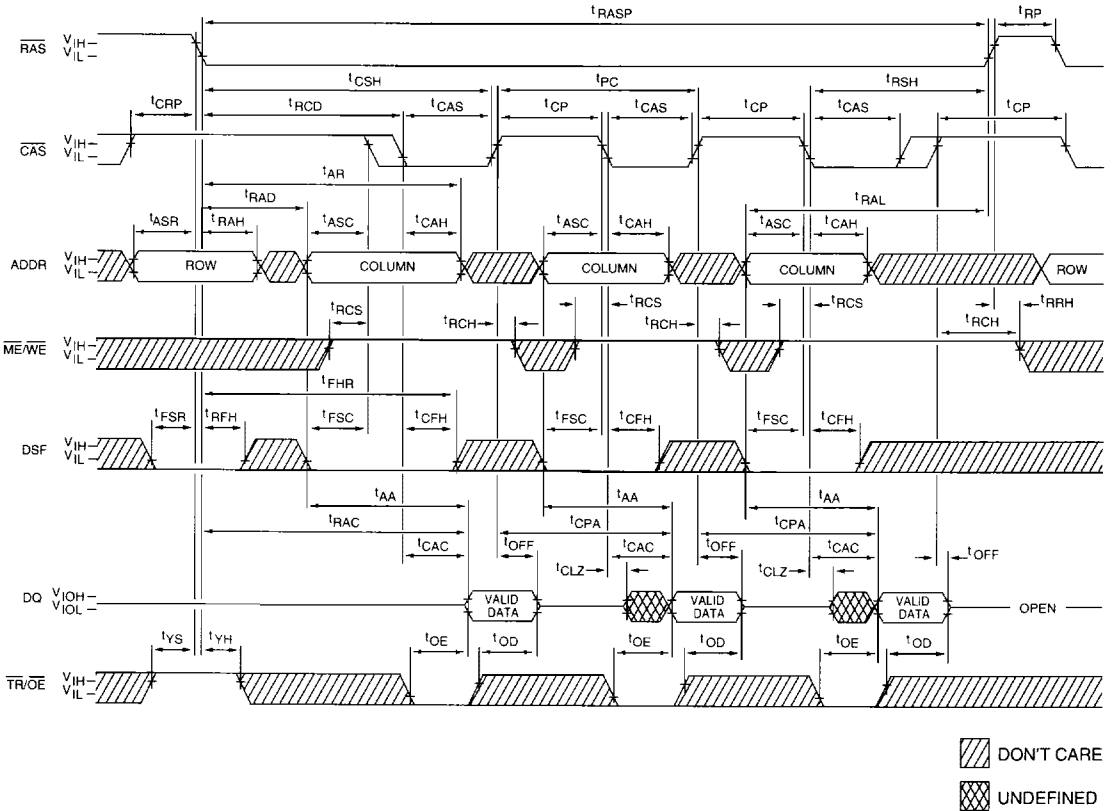 tRASP tRP
RAS VIH VIL
tCSH tPC tRSH
tCRP tRCD tCAS tCP tCAS tCP tCAS tCP
CAS VIH VIL
tAR
tRAD tRAL
tASR tRAH tASC tCAH tASC tCAH tASC tCAH
ADDR VIH VIL ROW COLUMN COLUMN COLUMN ROW
tRCS tRCH tRCS tRCH tRCS tRCH tRRH
ME/WE VIH VIL
tFHR
tFSR tRFH tFSC tCFH tFSC tCFH tFSC tCFH
DSF VIH VIL
tAA tAA tAA
tRAC tCPA tCPA
tCAC tOFF tCAC tOFF tCAC tOFF
tCLZ tCLZ
DQ VIOH VIOL VALID DATA VALID DATA VALID DATA OPEN
tYS tYH tOE tOD tOE tOD tOE tOD
TR/OE VIH VIL
DON'T CARE
UNDEFINED